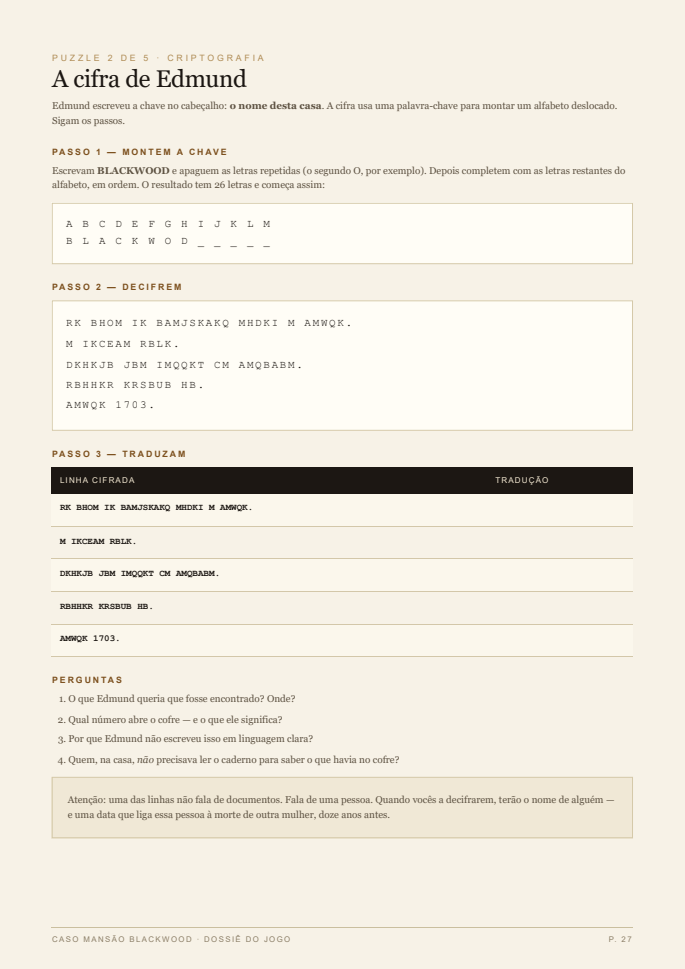 PUZZLE 2 DE 5 · CRIPTOGRAFIA
A cifra de Edmund
Edmund escreveu a chave no cabeçalho: o nome desta casa. A cifra usa uma palavra-chave para montar um alfabeto deslocado.
Sigam os passos.
PASSO 1 — MONTEM A CHAVE
Escrevam BLACKWOOD e apaguem as letras repetidas (o segundo O, por exemplo). Depois completem com as letras restantes do
alfabeto, em ordem. O resultado tem 26 letras e começa assim:
A B C D E F G H I J K L M
B L A C K W O D _ _ _ _ _
PASSO 2 — DECIFREM
RK BHOM IK BAMJSKAKQ MHDKI M AMWQK.
M IKCEAM RBLK.
DKHKJB JBM IMQQKT CM AMQBABM.
RBHHKR KRSBUB HB.
AMWQK 1703.
PASSO 3 — TRADUZAM
LINHA CIFRADA TRADUÇÃO
RK BHOM IK BAMJSKAKQ MHDKI M AMWQK.
M IKCEAM RBLK.
DKHKJB JBM IMQQKT CM AMQBABM.
RBHHKR KRSBUB HB.
AMWQK 1703.
PERGUNTAS
1. O que Edmund queria que fosse encontrado? Onde?
2. Qual número abre o cofre — e o que ele significa?
3. Por que Edmund não escreveu isso em linguagem clara?
4. Quem, na casa, não precisava ler o caderno para saber o que havia no cofre?
Atenção: uma das linhas não fala de documentos. Fala de uma pessoa. Quando vocês a decifrarem, terão o nome de alguém —
e uma data que liga essa pessoa à morte de outra mulher, doze anos antes.
CASO MANSÃO BLACKWOOD · DOSSIÊ DO JOGO P. 27